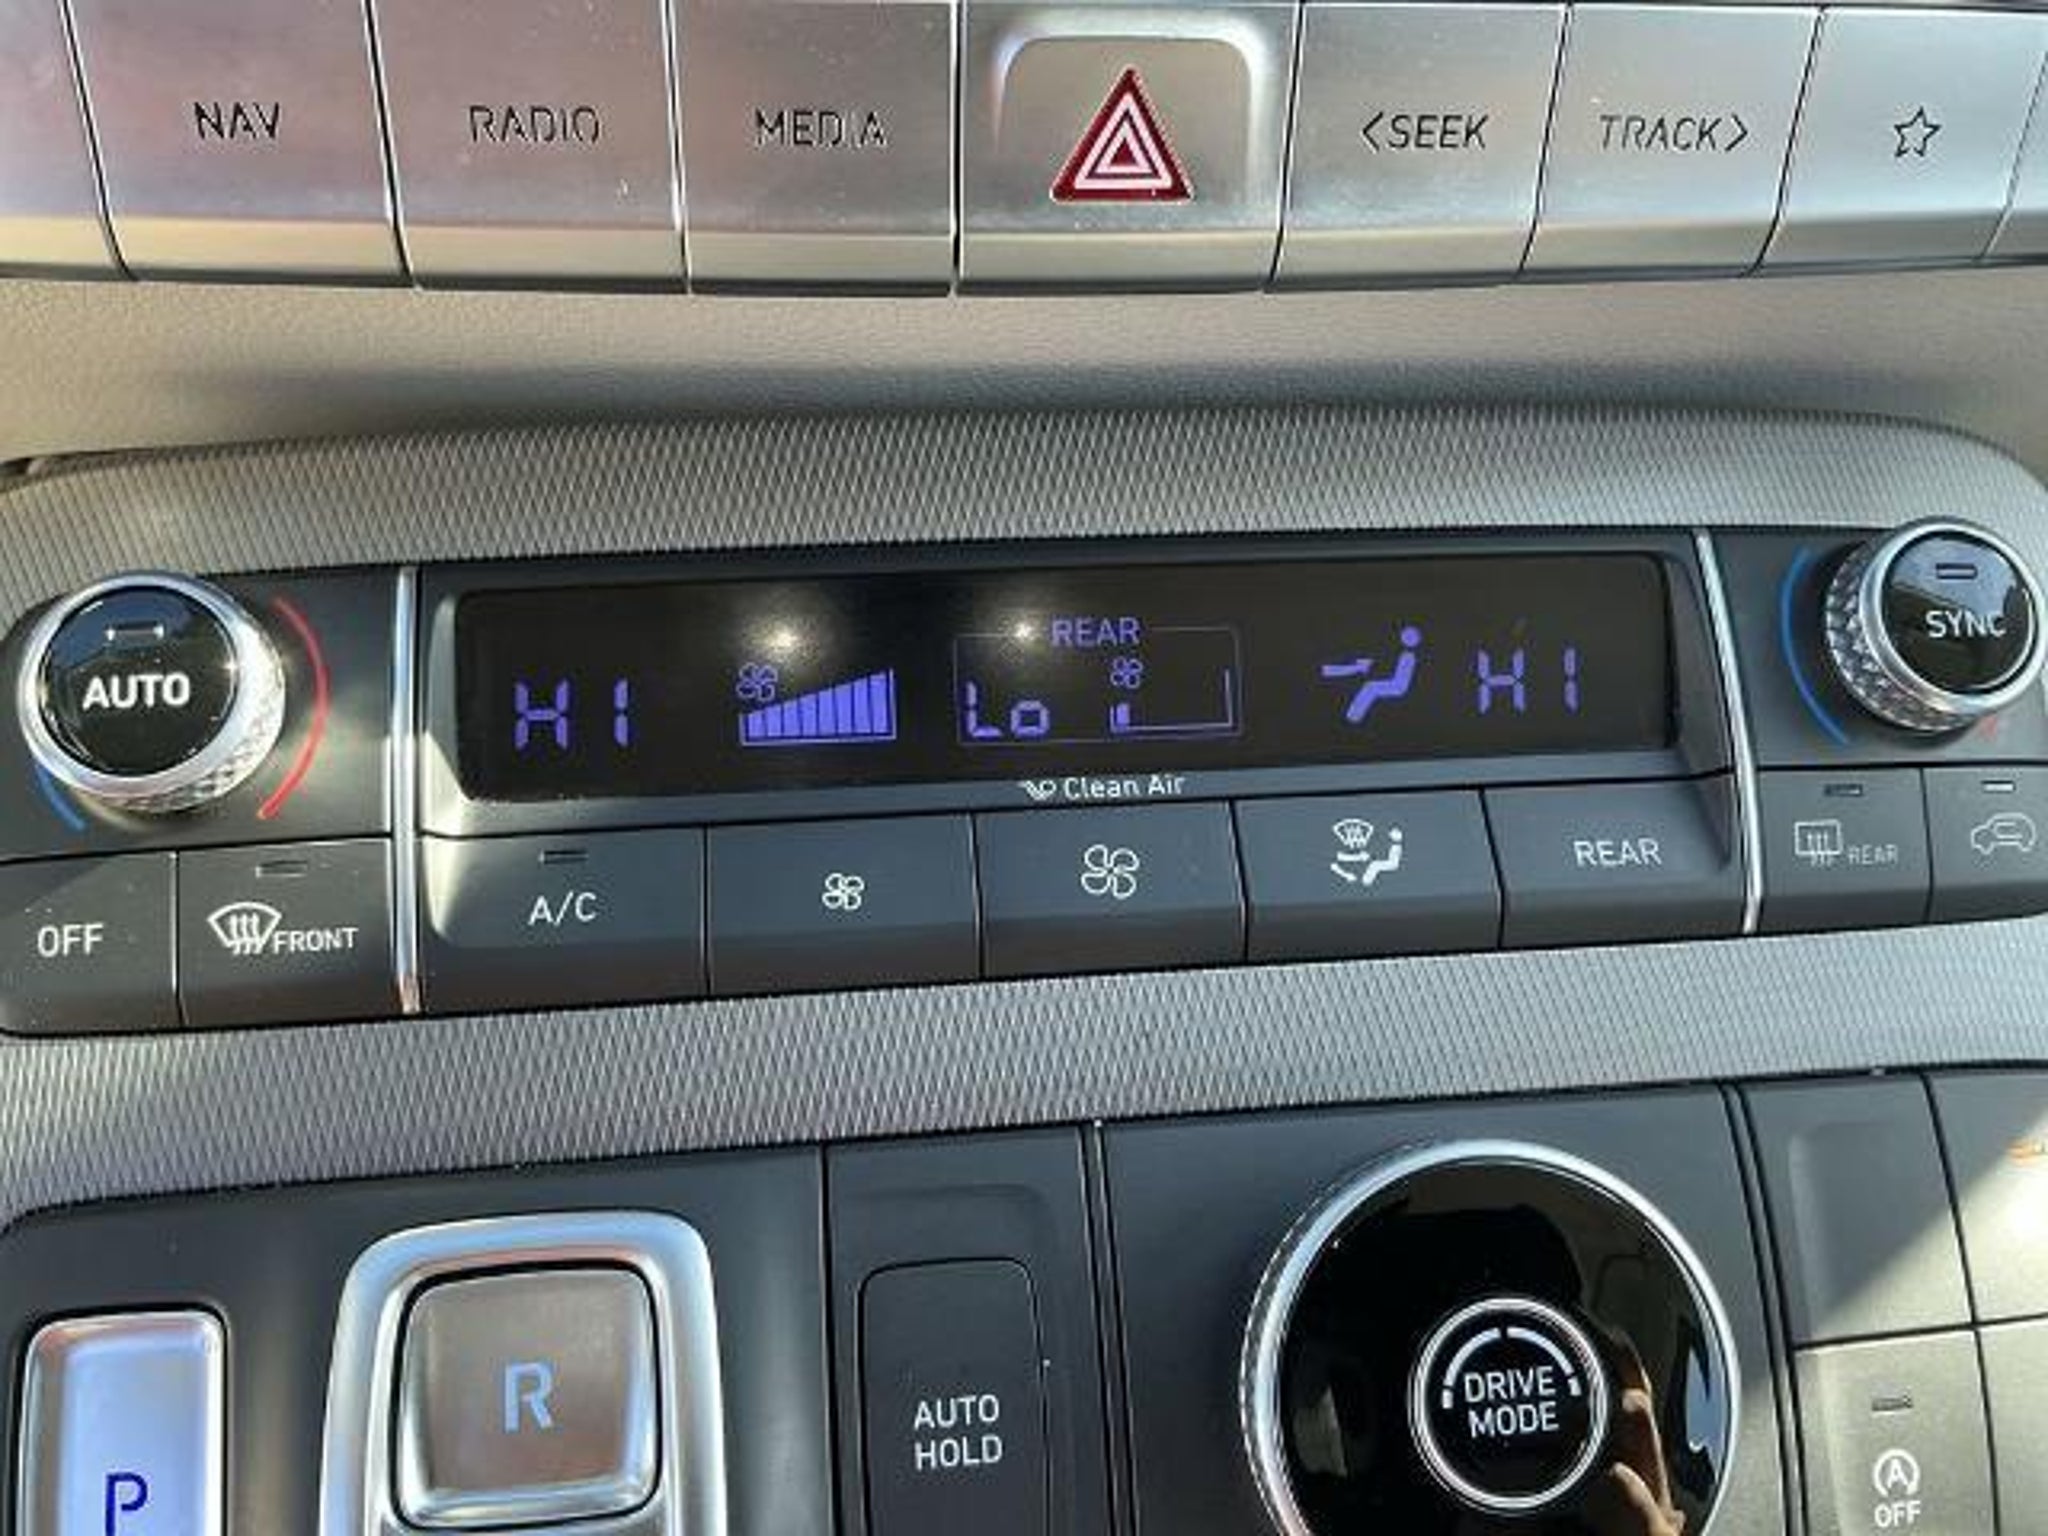 NAV RADIO MEDIA <SEEK TRACK>
AUTO HI REAR Lo HI SYNC
Clean Air
OFF FRONT A/C REAR REAR
P R AUTO HOLD DRIVE MODE A OFF